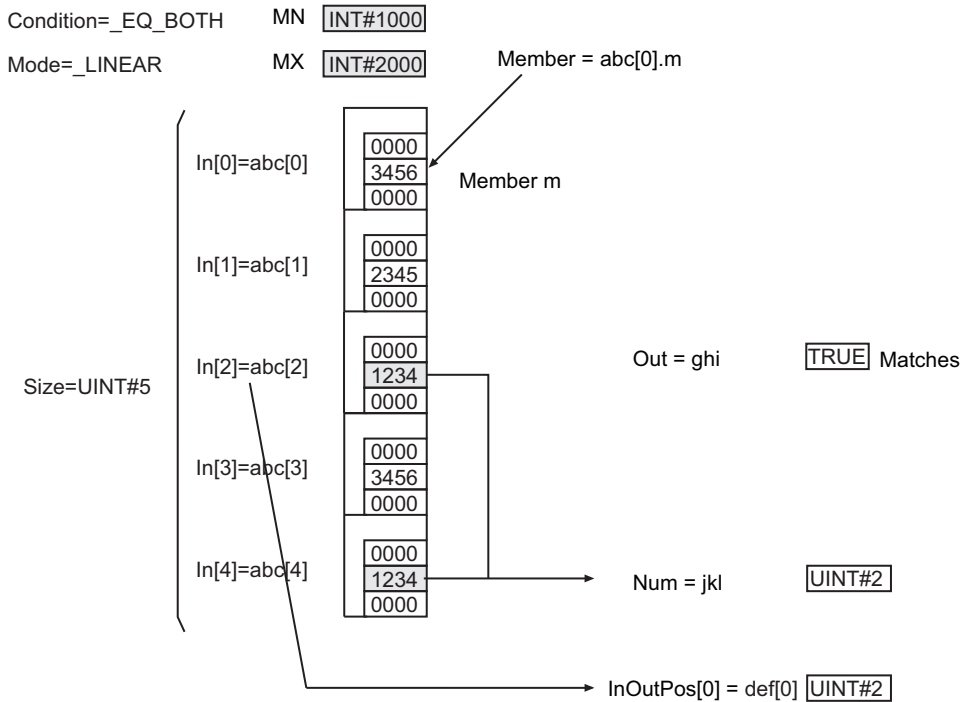 Condition=_EQ_BOTH MN INT#1000
Mode=_LINEAR MX INT#2000
Member = abc[0].m
In[0]=abc[0]
0000
3456
0000
Member m
In[1]=abc[1]
0000
2345
0000
Size=UINT#5
In[2]=abc[2]
0000
1234
0000
Out = ghi TRUE Matches
In[3]=abc[3]
0000
3456
0000
In[4]=abc[4]
0000
1234
0000
Num = jkl UINT#2
InOutPos[0] = def[0] UINT#2